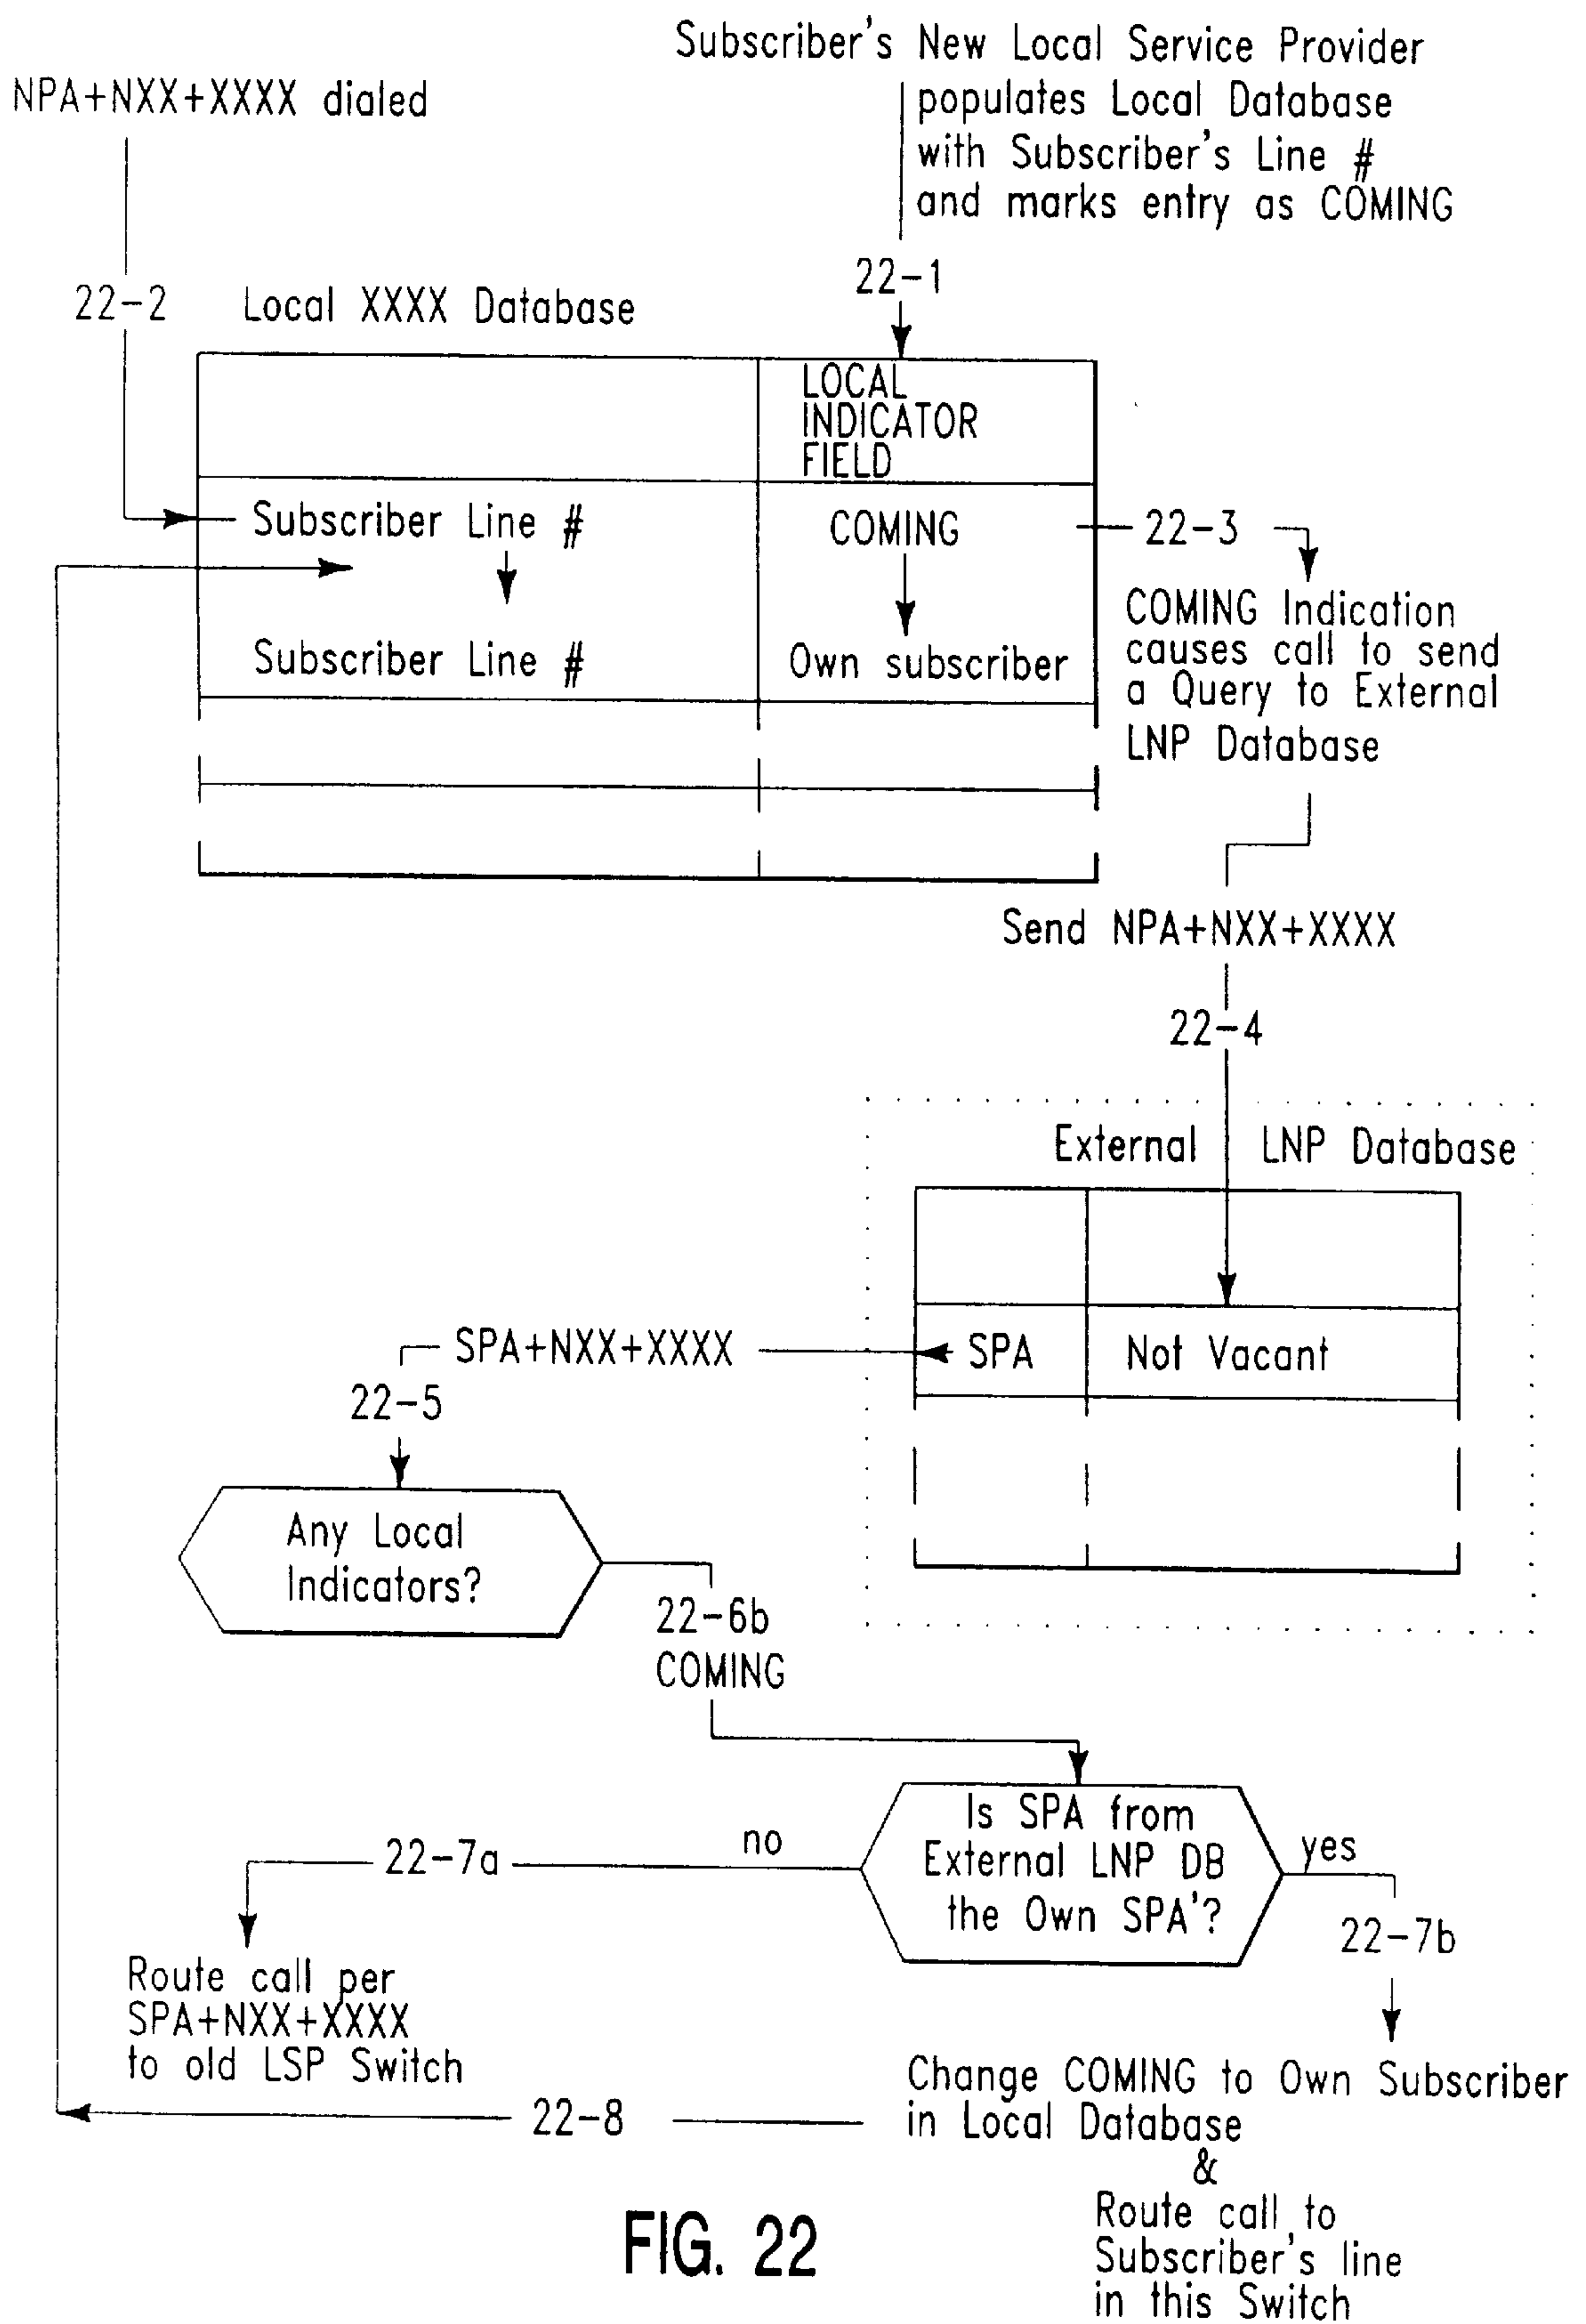 Subscriber's New Local Service Provider
populates Local Database
with Subscriber's Line #
and marks entry as COMING
NPA+NXX+XXXX dialed
22-1
22-2
Local XXXX Database
LOCAL
INDICATOR
FIELD
Subscriber Line #
COMING
22-3
Subscriber Line #
Own subscriber
COMING Indication
causes call to send
a Query to External
LNP Database
Send NPA+NXX+XXXX
22-4
External LNP Database
SPA+NXX+XXXX
SPA
Not Vacant
22-5
Any Local
Indicators?
22-6b
COMING
Is SPA from
External LNP DB
the Own SPA'?
no
yes
22-7a
22-7b
Route call per
SPA+NXX+XXXX
to old LSP Switch
Change COMING to Own Subscriber
in Local Database
&
Route call to
Subscriber's line
in this Switch
22-8
FIG. 22